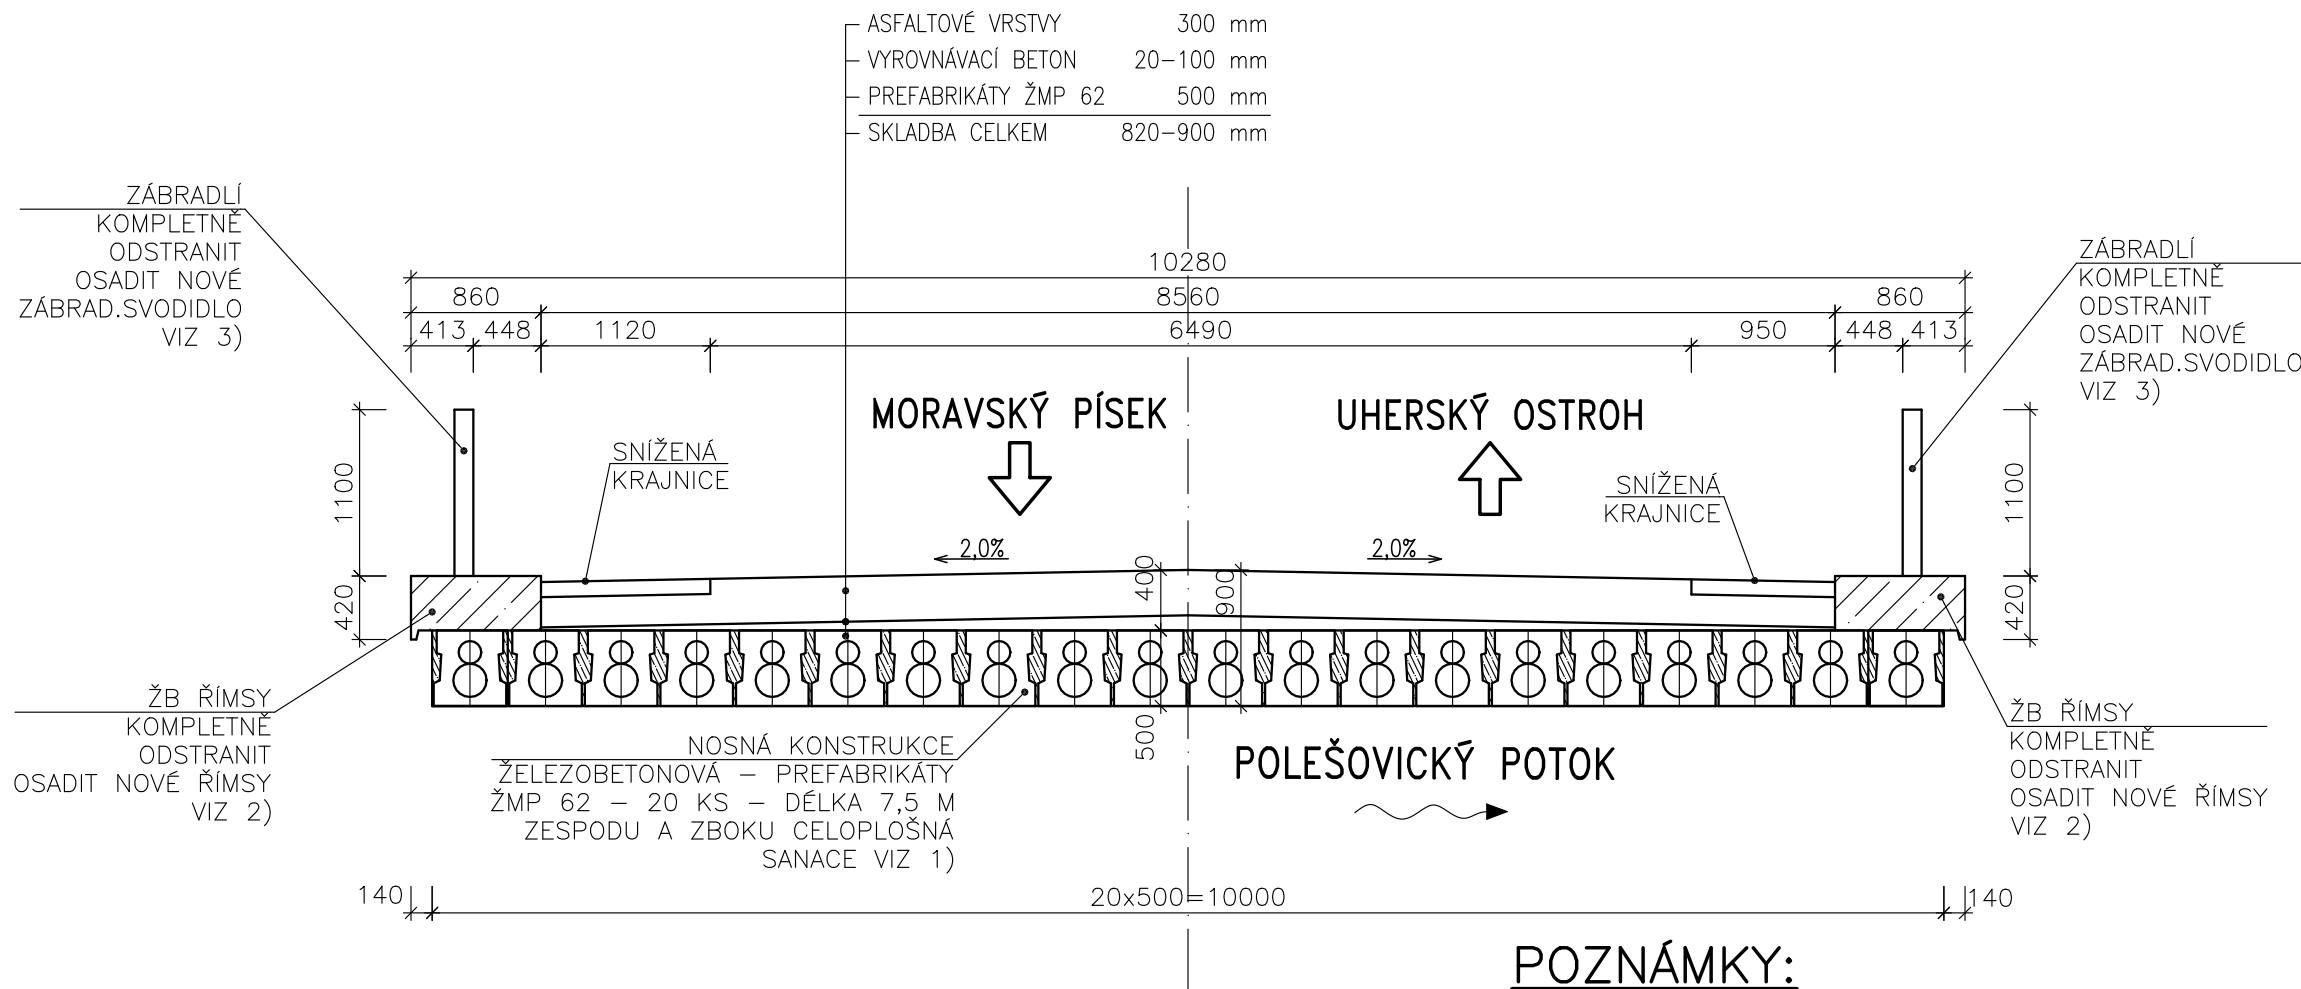 ASFALTOVÉ VRSTVY 300 mm
VYROVNÁVACÍ BETON 20-100 mm
PREFABRIKÁTY ŽMP 62 500 mm
SKLADBA CELKEM 820-900 mm
ZÁBRADLÍ
KOMPLETNĚ
ODSTRANIT
OSADIT NOVÉ
ZÁBRAD.SVODIDLO
VIZ 3)
ZÁBRADLÍ
KOMPLETNĚ
ODSTRANIT
OSADIT NOVÉ
ZÁBRAD.SVODIDLO
VIZ 3)
10280
860 8560 860
413 448 1120 6490 950 448 413
MORAVSKÝ PÍSEK UHERSKÝ OSTROH
SNÍŽENÁ
KRAJNICE
SNÍŽENÁ
KRAJNICE
1100
420
1100
420
2,0% 2,0%
400
900
500
ŽB ŘÍMSY
KOMPLETNĚ
ODSTRANIT
OSADIT NOVÉ ŘÍMSY
VIZ 2)
NOSNÁ KONSTRUKCE
ŽELEZOBETONOVÁ – PREFABRIKÁTY
ŽMP 62 – 20 KS – DÉLKA 7,5 M
ZESPODU A ZBOKU CELOPLOŠNÁ
SANACE VIZ 1)
POLEŠOVICKÝ POTOK
ŽB ŘÍMSY
KOMPLETNĚ
ODSTRANIT
OSADIT NOVÉ ŘÍMSY
VIZ 2)
140 20x500=10000 140
POZNÁMKY: